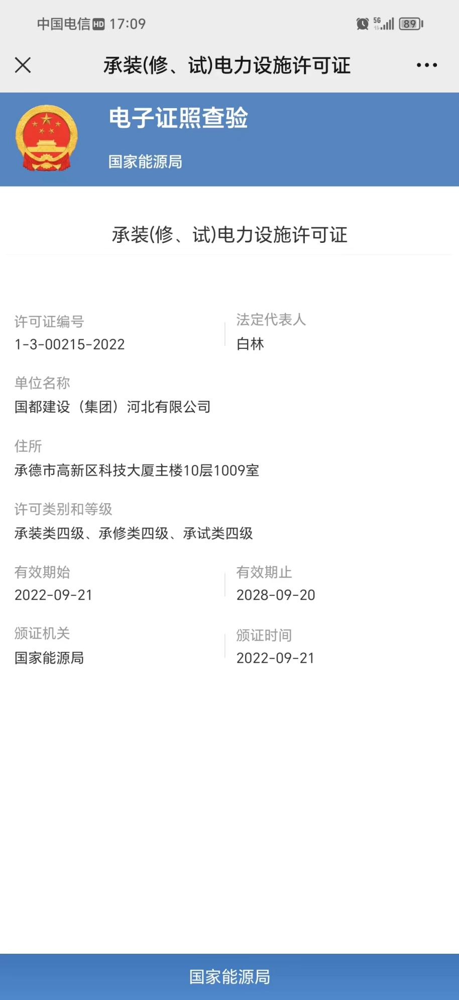 中国电信 HD 17:09 5G 89
承装(修、试)电力设施许可证
电子证照查验
国家能源局
承装(修、试)电力设施许可证
许可证编号
1-3-00215-2022
法定代表人
白林
单位名称
国都建设（集团）河北有限公司
住所
承德市高新区科技大厦主楼10层1009室
许可类别和等级
承装类四级、承修类四级、承试类四级
有效期始
2022-09-21
有效期止
2028-09-20
颁证机关
国家能源局
颁证时间
2022-09-21
国家能源局